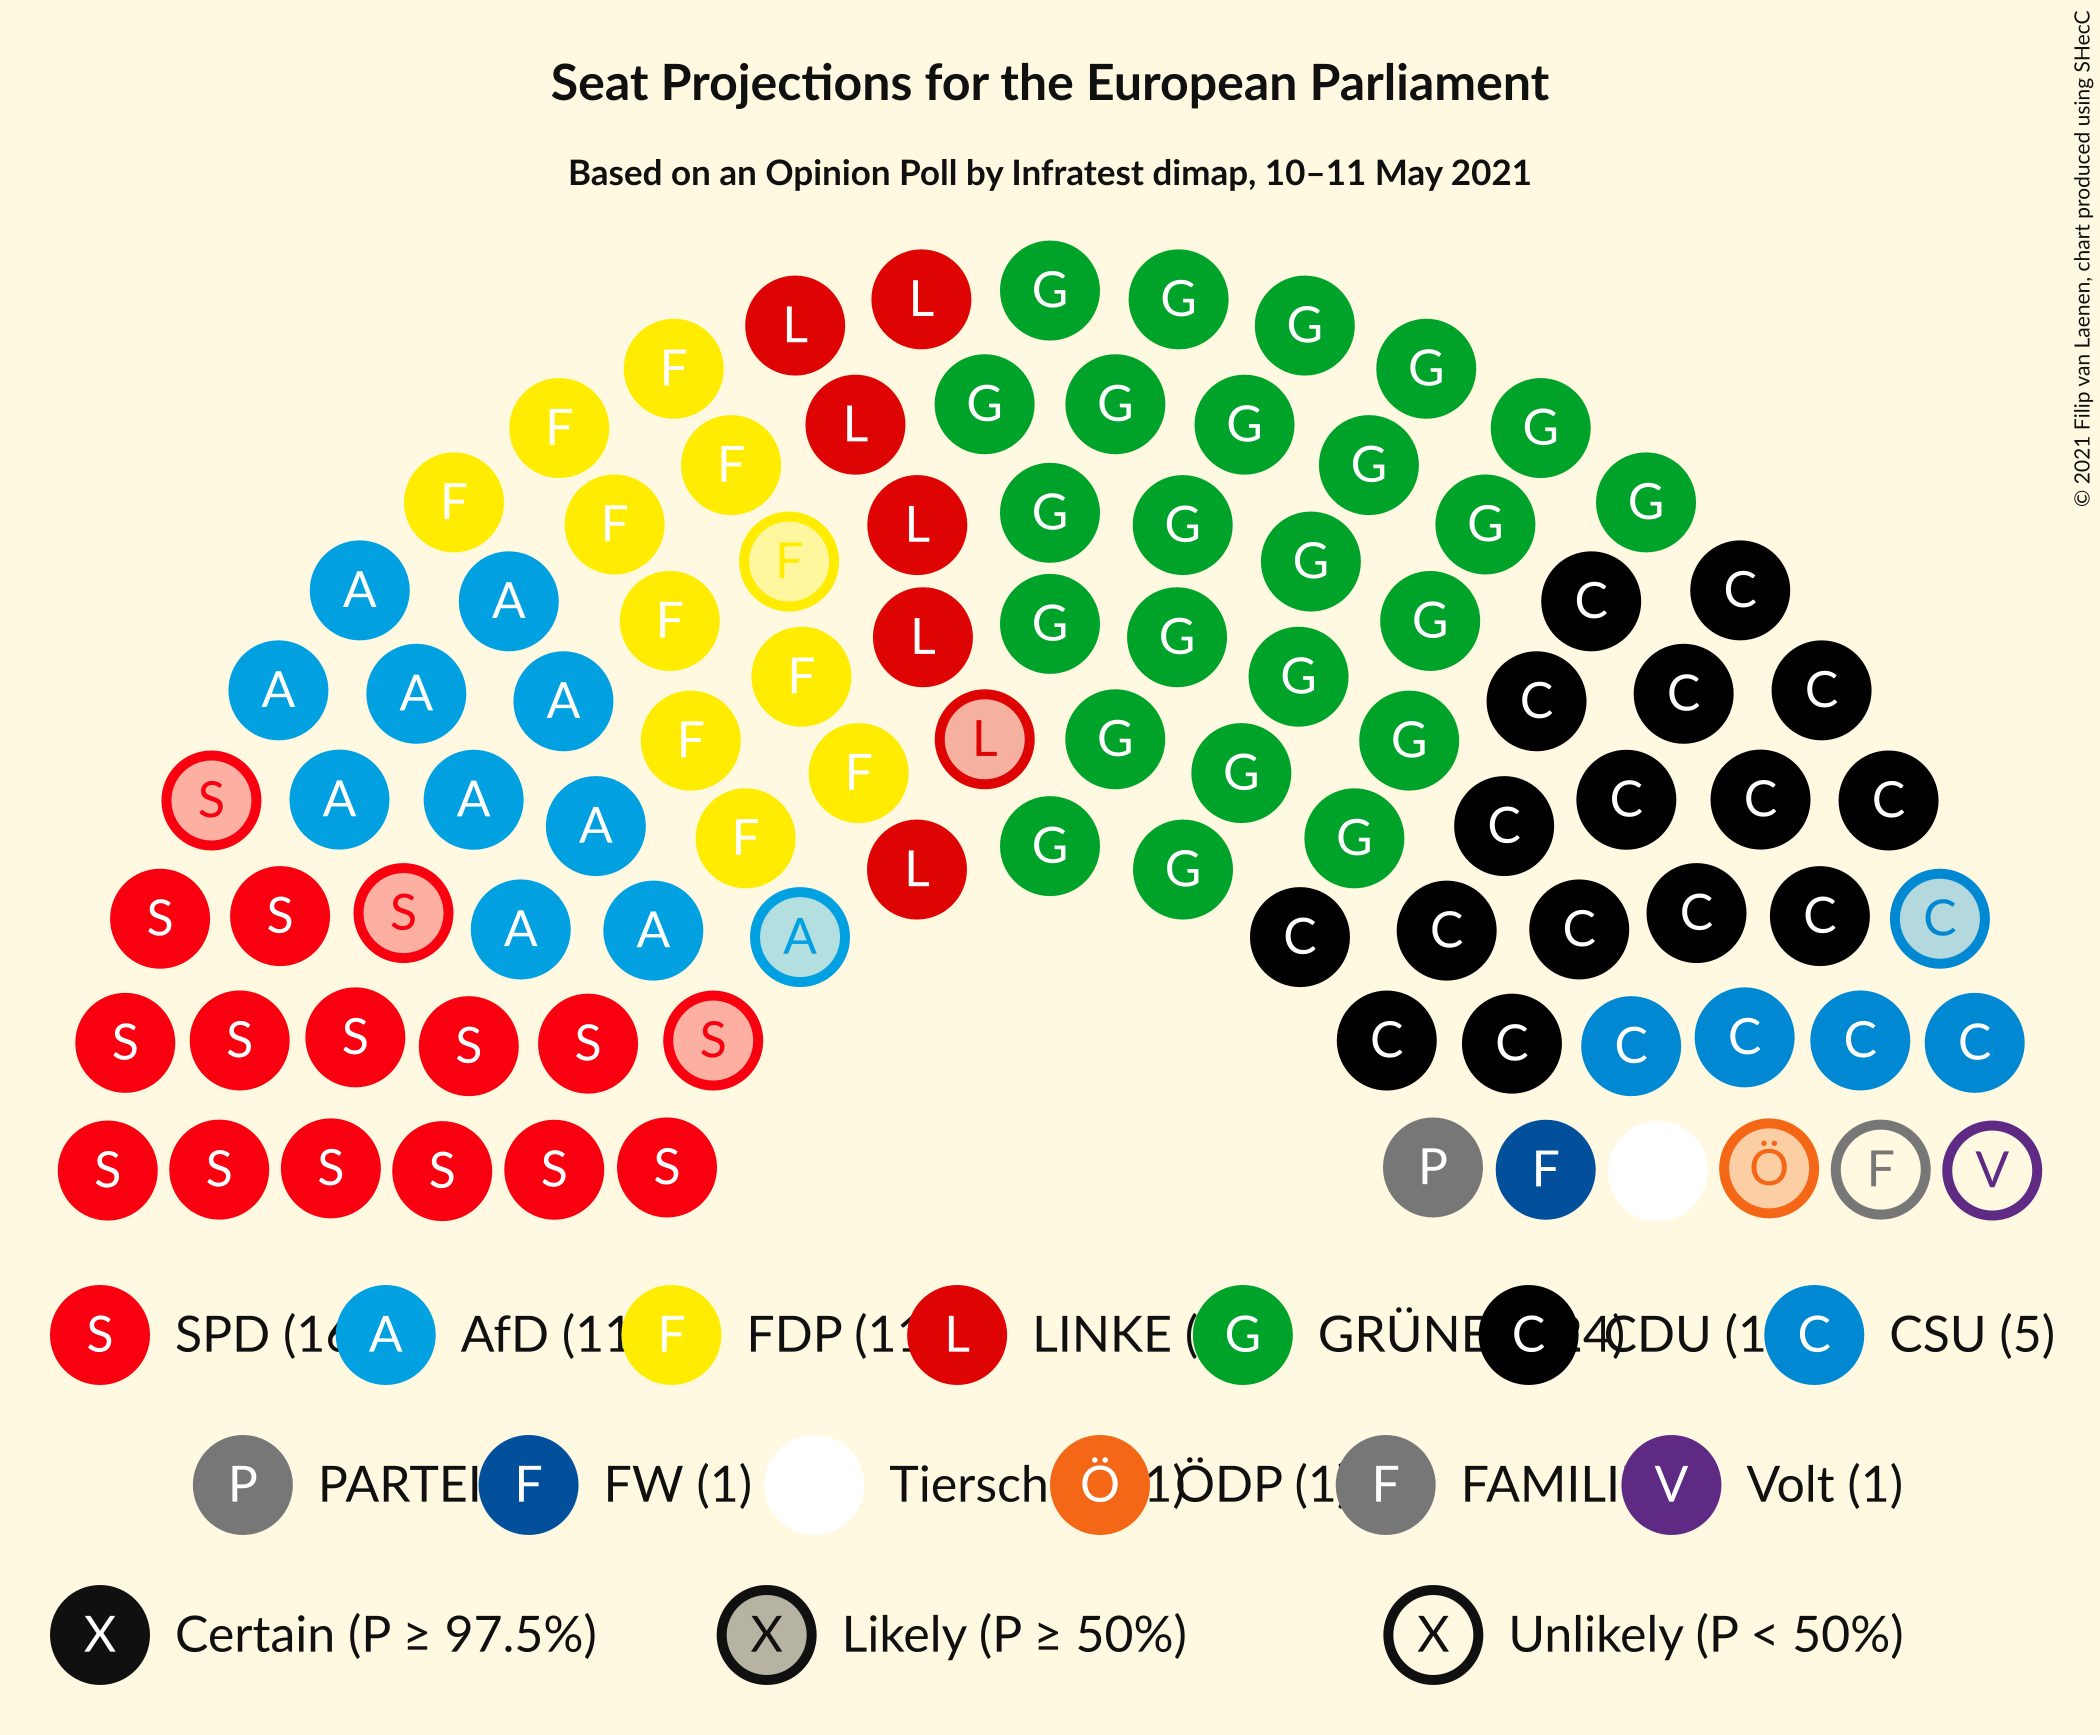 Seat Projections for the European Parliament
Based on an Opinion Poll by Infratest dimap, 10–11 May 2021
© 2021 Filip van Laenen, chart produced using SHecC
L L G G G
F L G G G G
F F G G
F F F L G G G G G
A A F L G G G C C
A A A F F L G G G C C C
S A A A F F L G G G C C C C
S S S A A A F L G G G C C C C C C
S S S S S S C C C C C C
S S S S S S P F Ö F V
S SPD (16 A AfD (11 F FDP (11 L LINKE ( G GRÜNE 24) C CDU (1 C CSU (5)
P PARTEI F FW (1) Tiersch 1) Ö ÖDP (1) F FAMILI V Volt (1)
X Certain (P ≥ 97.5%) X Likely (P ≥ 50%) X Unlikely (P < 50%)